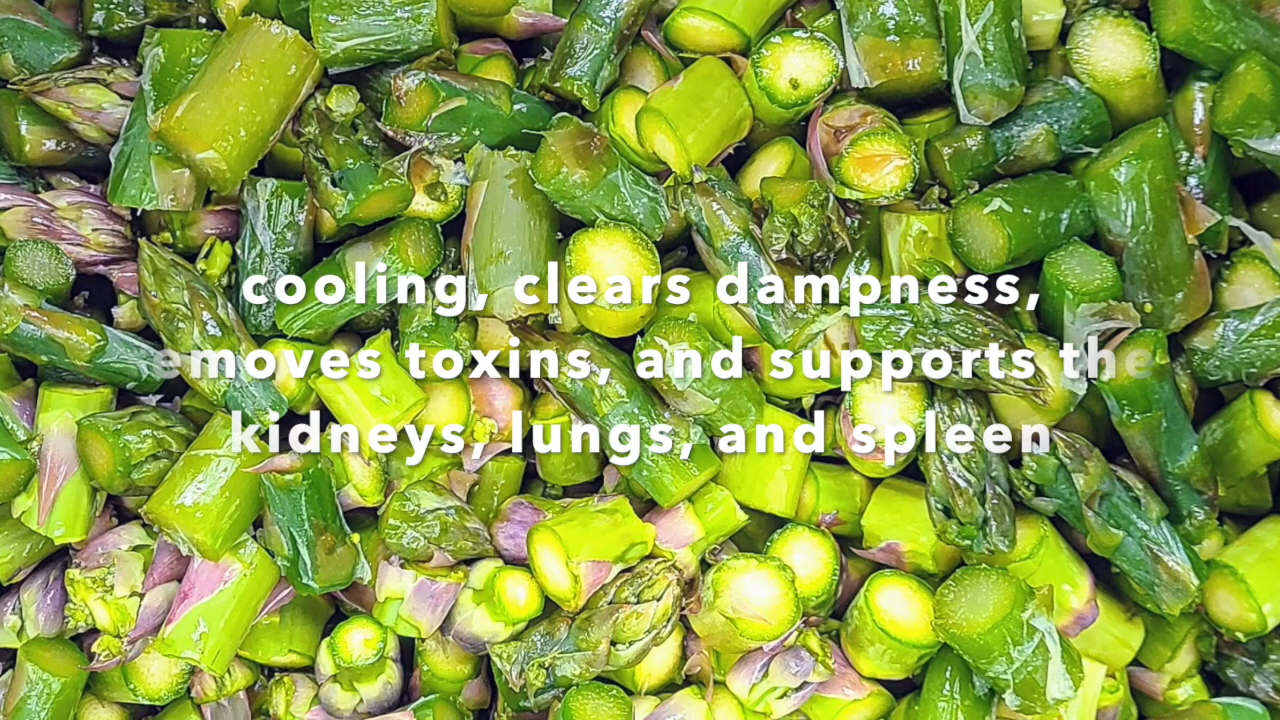 cooling, clears dampness,
emoves toxins, and supports the
kidneys, lungs, and spleen